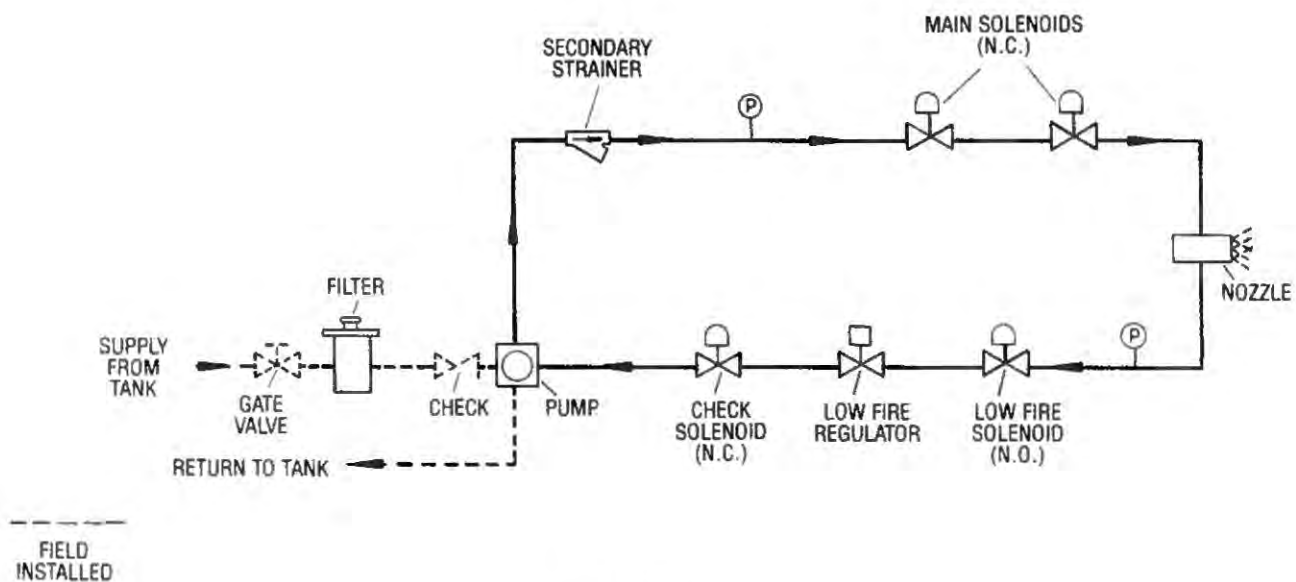 MAIN SOLENOIDS
(N.C.)
SECONDARY
STRAINER
P
NOZZLE
FILTER
SUPPLY
FROM
TANK
GATE
VALVE
CHECK
PUMP
CHECK
SOLENOID
(N.C.)
LOW FIRE
REGULATOR
LOW FIRE
SOLENOID
(N.O.)
P
RETURN TO TANK
FIELD
INSTALLED